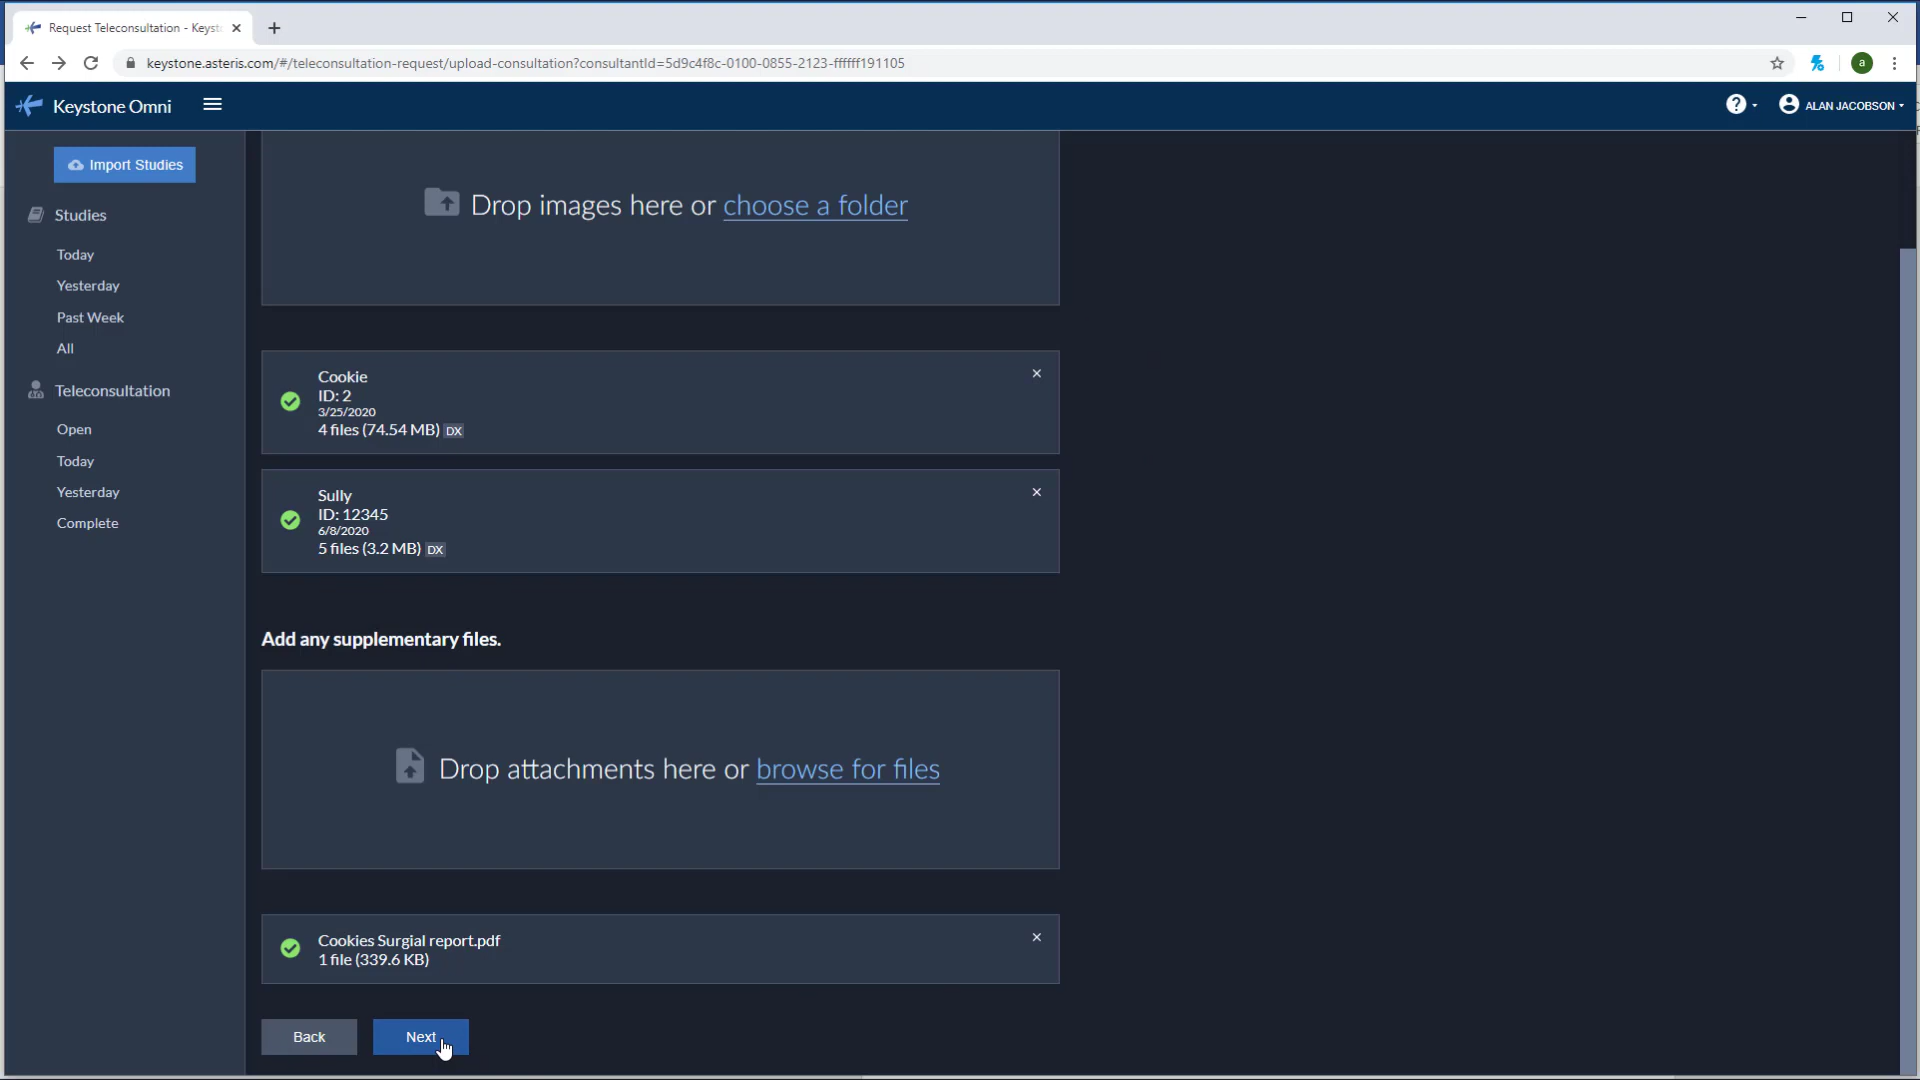 Request Teleconsultation - Keyst
keystone.asteris.com/#/teleconsultation-request/upload-consultation?consultantId=5d9c4f8c-0100-0855-2123-ffffff191105
a
Keystone Omni
?
ALAN JACOBSON
Import Studies
Studies
Today
Yesterday
Past Week
All
Teleconsultation
Open
Today
Yesterday
Complete
Drop images here or choose a folder
Cookie
ID: 2
3/25/2020
4 files (74.54 MB) DX
Sully
ID: 12345
6/8/2020
5 files (3.2 MB) DX
Add any supplementary files.
Drop attachments here or browse for files
Cookies Surgial report.pdf
1 file (339.6 KB)
Back
Next